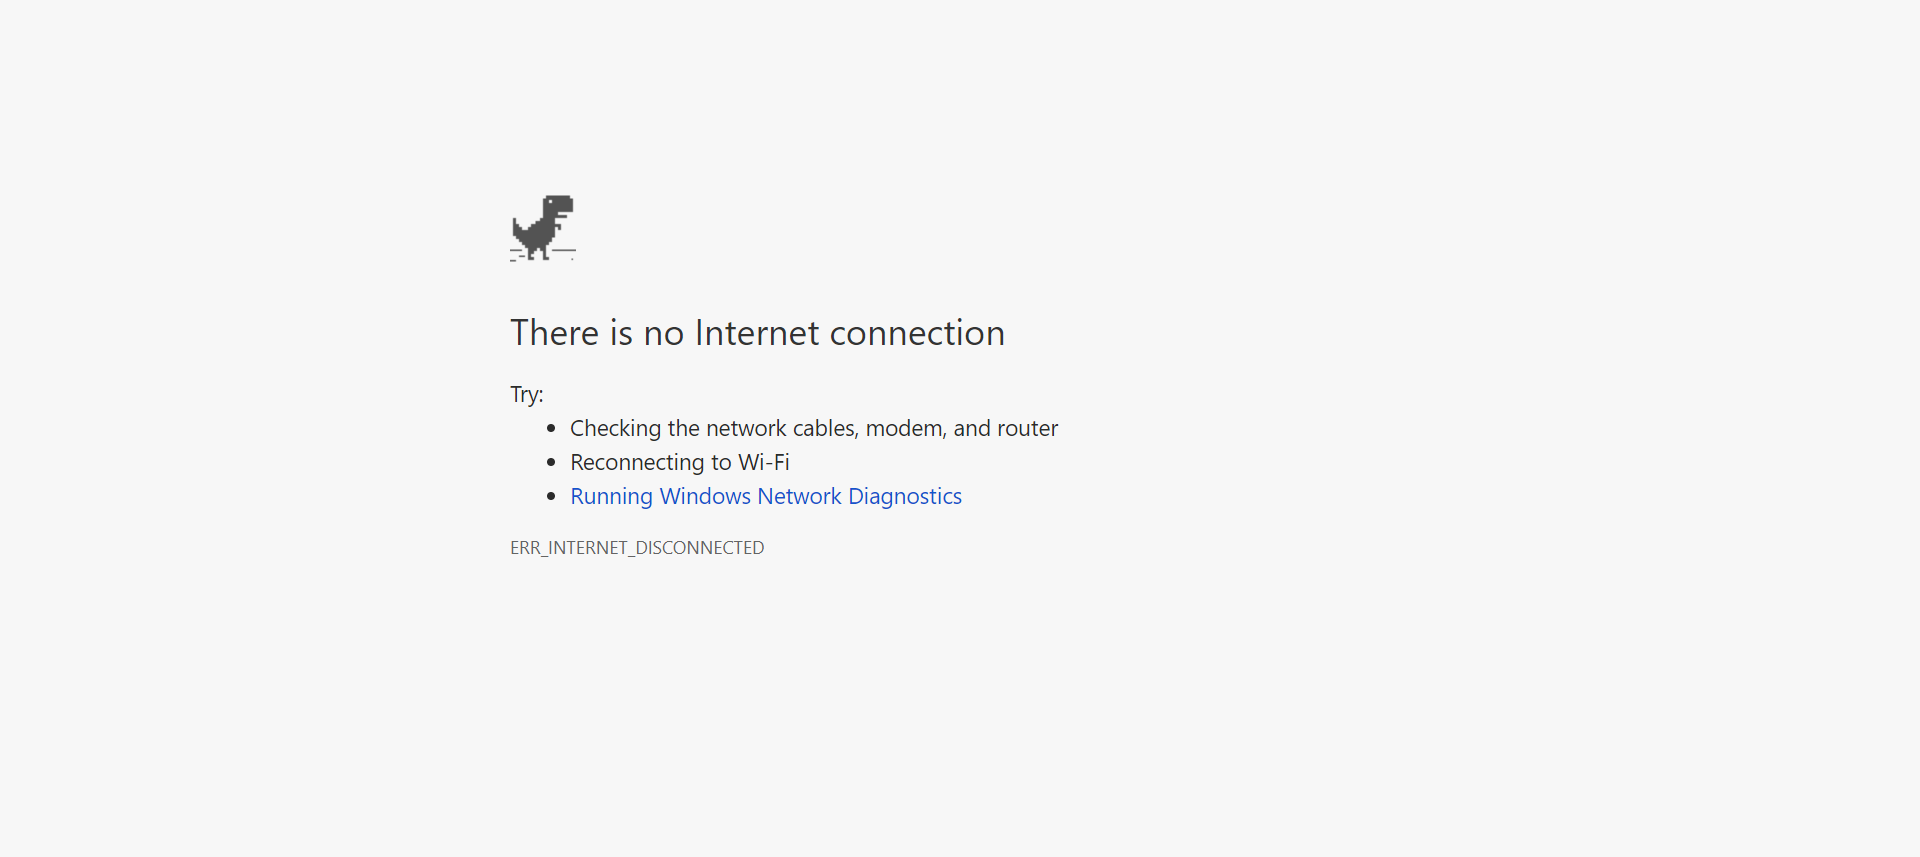 There is no Internet connection
Try:
Checking the network cables, modem, and router
Reconnecting to Wi-Fi
Running Windows Network Diagnostics
ERR_INTERNET_DISCONNECTED